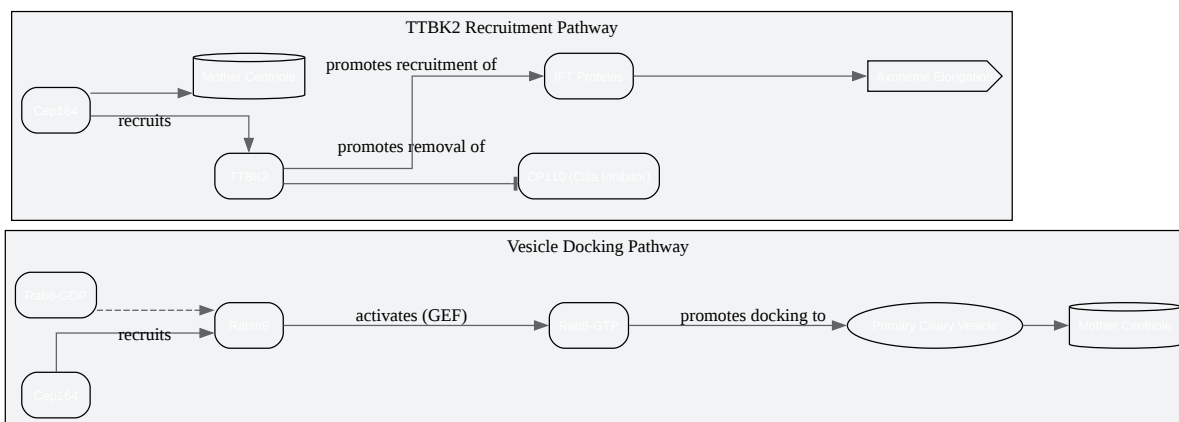 TTBK2 Recruitment Pathway
promotes recruitment of
Mother Centriole
IFT Proteins
Axoneme Elongation
Cep164
recruits
promotes removal of
TTBK2
CP110 (Cilia Inhibitor)
Vesicle Docking Pathway
Rab8-GDP
activates (GEF)
promotes docking to
Rabin8
Rab8-GTP
Primary Ciliary Vesicle
Mother Centriole
recruits
Cep164